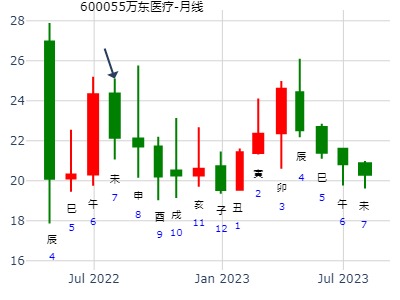 600055万东医疗-月线
28
26
24
22
20
18
16
辰
4
巳
5
午
6
未
7
申
8
酉
9
戌
10
亥
11
子
12
丑
1
寅
2
卯
3
辰
4
巳
5
午
6
未
7
Jul 2022
Jan 2023
Jul 2023